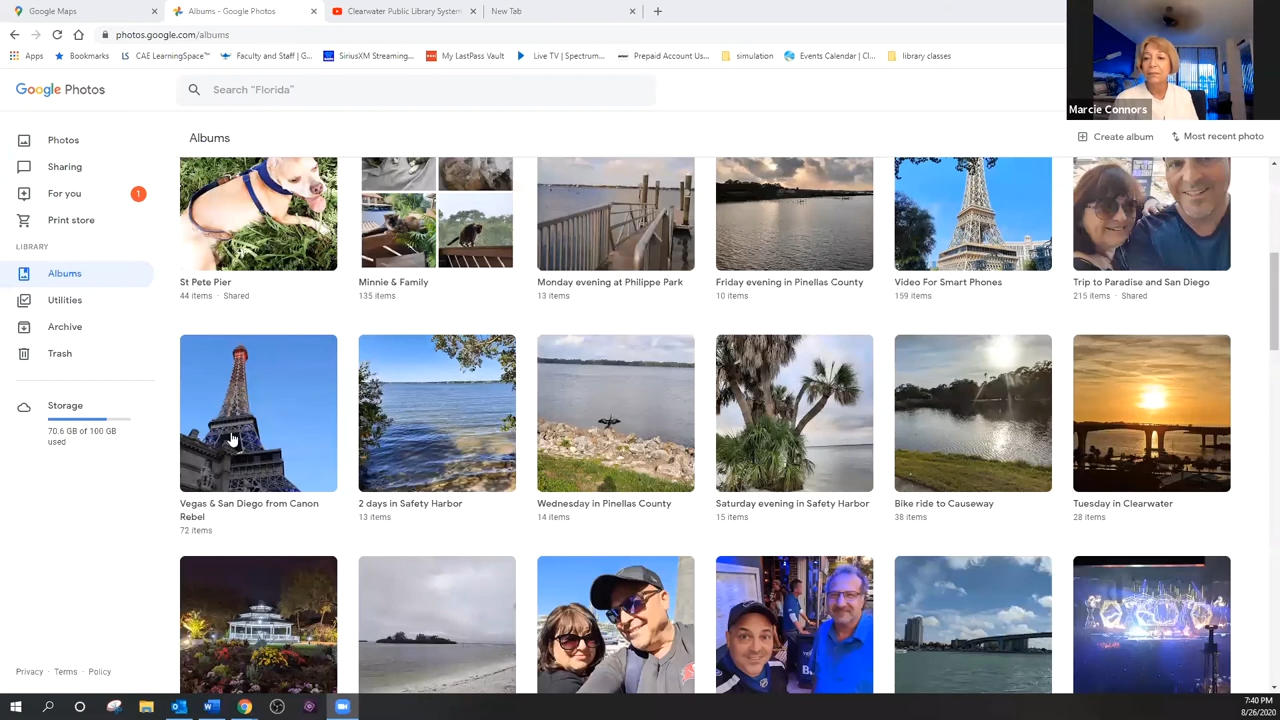 Google Maps
Albums - Google Photos
Clearwater Public Library System
New Tab
photos.google.com/albums
Apps
Bookmarks
CAE LearningSpace™
Faculty and Staff | G...
SiriusXM Streaming...
My LastPass Vault
Live TV | Spectrum...
Prepaid Account Us...
simulation
Events Calendar | Cl...
library classes
Marcie Connors
Google Photos
Search "Florida"
Photos
Sharing
For you
1
Print store
LIBRARY
Albums
Utilities
Archive
Trash
Storage
70.6 GB of 100 GB
used
Privacy · Terms · Policy
Albums
Create album
Most recent photo
St Pete Pier
44 items · Shared
Minnie & Family
135 items
Monday evening at Philippe Park
13 items
Friday evening in Pinellas County
10 items
Video For Smart Phones
159 items
Trip to Paradise and San Diego
215 items · Shared
Vegas & San Diego from Canon
Rebel
72 items
2 days in Safety Harbor
13 items
Wednesday in Pinellas County
14 items
Saturday evening in Safety Harbor
15 items
Bike ride to Causeway
38 items
Tuesday in Clearwater
28 items
7:40 PM
8/26/2020